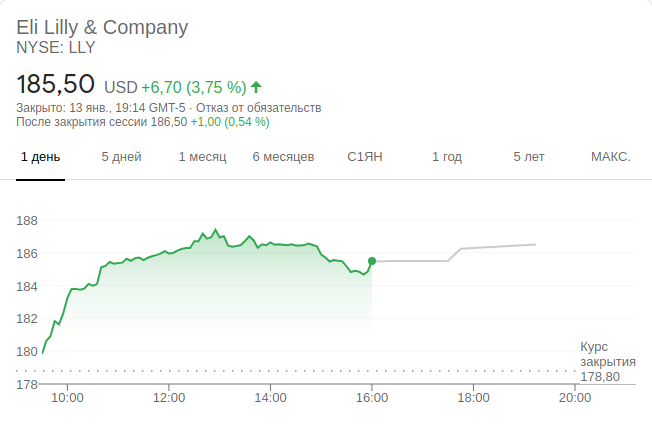 Eli Lilly & Company
NYSE: LLY
185,50 USD +6,70 (3,75 %)
Закрыто: 13 янв., 19:14 GMT-5 · Отказ от обязательств
После закрытия сессии 186,50 +1,00 (0,54 %)
1 день 5 дней 1 месяц 6 месяцев С1ЯН 1 год 5 лет МАКС.
188
186
184
182
180
Курс
закрытия
178,80
178
10:00 12:00 14:00 16:00 18:00 20:00